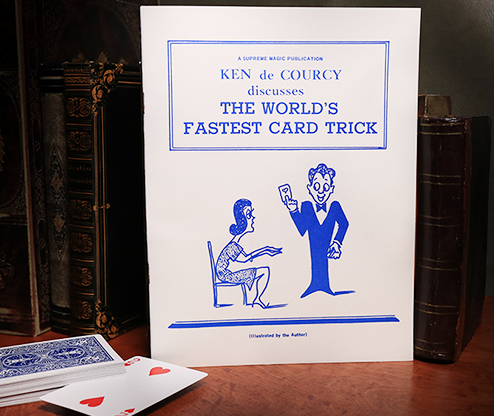 A SUPREME MAGIC PUBLICATION
KEN de COURCY
discusses
THE WORLD'S
FASTEST CARD TRICK
(Illustrated by the Author)